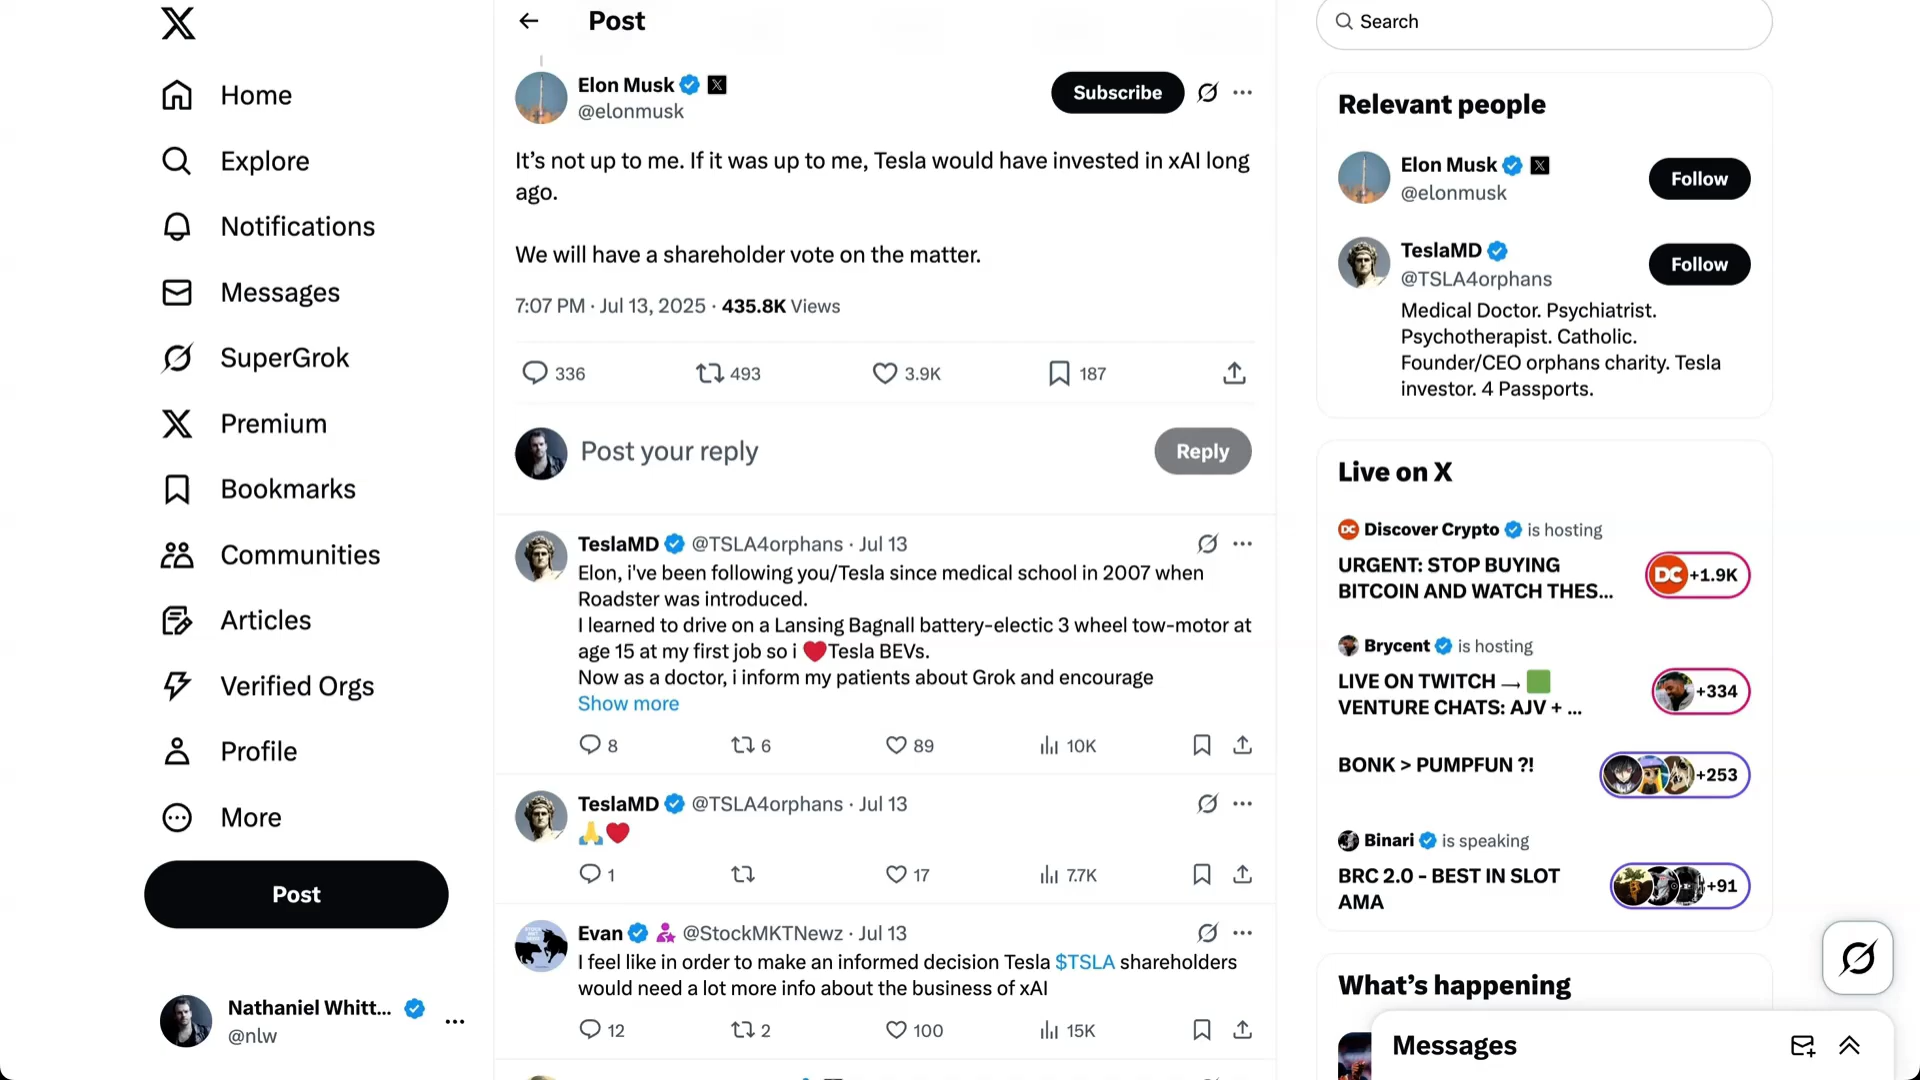 Home
Explore
Notifications
Messages
SuperGrok
Premium
Bookmarks
Communities
Articles
Verified Orgs
Profile
More
Post
Nathaniel Whitt...
@nlw
Post
Elon Musk
@elonmusk
Subscribe
It’s not up to me. If it was up to me, Tesla would have invested in xAI long
ago.
We will have a shareholder vote on the matter.
7:07 PM · Jul 13, 2025 · 435.8K Views
336 493 3.9K 187
Post your reply
Reply
TeslaMD @TSLA4orphans · Jul 13
Elon, i've been following you/Tesla since medical school in 2007 when
Roadster was introduced.
I learned to drive on a Lansing Bagnall battery-electic 3 wheel tow-motor at
age 15 at my first job so i ❤️Tesla BEVs.
Now as a doctor, i inform my patients about Grok and encourage
Show more
8 6 89 10K
TeslaMD @TSLA4orphans · Jul 13
🙏❤️
1 17 7.7K
Evan @StockMKTNewz · Jul 13
I feel like in order to make an informed decision Tesla $TSLA shareholders
would need a lot more info about the business of xAI
12 2 100 15K
Search
Relevant people
Elon Musk
@elonmusk
Follow
TeslaMD
@TSLA4orphans
Follow
Medical Doctor. Psychiatrist.
Psychotherapist. Catholic.
Founder/CEO orphans charity. Tesla
investor. 4 Passports.
Live on X
DC Discover Crypto is hosting
URGENT: STOP BUYING
BITCOIN AND WATCH THES...
DC +1.9K
Brycent is hosting
LIVE ON TWITCH → 🟩
VENTURE CHATS: AJV + ...
+334
BONK > PUMPFUN ?!
+253
Binari is speaking
BRC 2.0 - BEST IN SLOT
AMA
+91
What’s happening
Messages